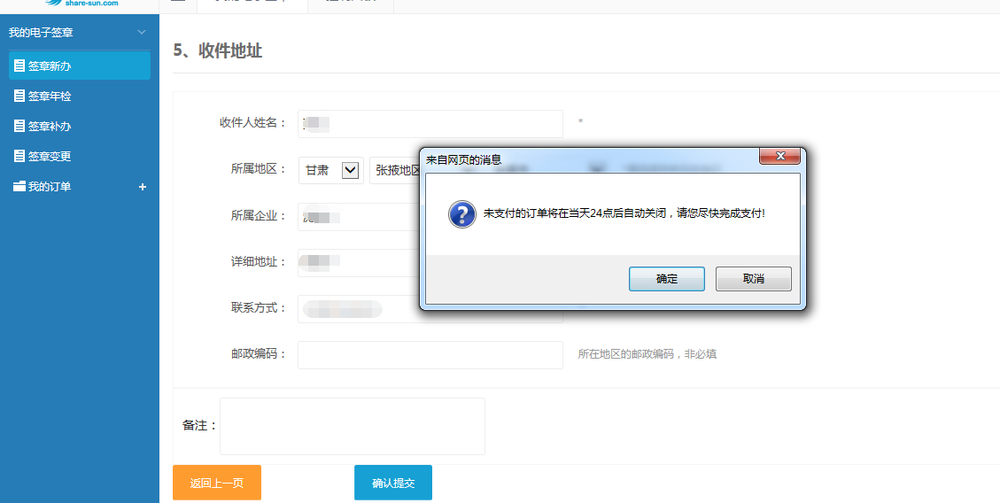 share-sun.com
我的电子签章
签章新办
签章年检
签章补办
签章变更
我的订单 +
5、收件地址
收件人姓名： *
所属地区： 甘肃 张掖地区
所属企业：
详细地址：
联系方式：
邮政编码： 所在地区的邮政编码，非必填
备注：
返回上一页 确认提交
来自网页的消息
未支付的订单将在当天24点后自动关闭，请您尽快完成支付!
确定 取消